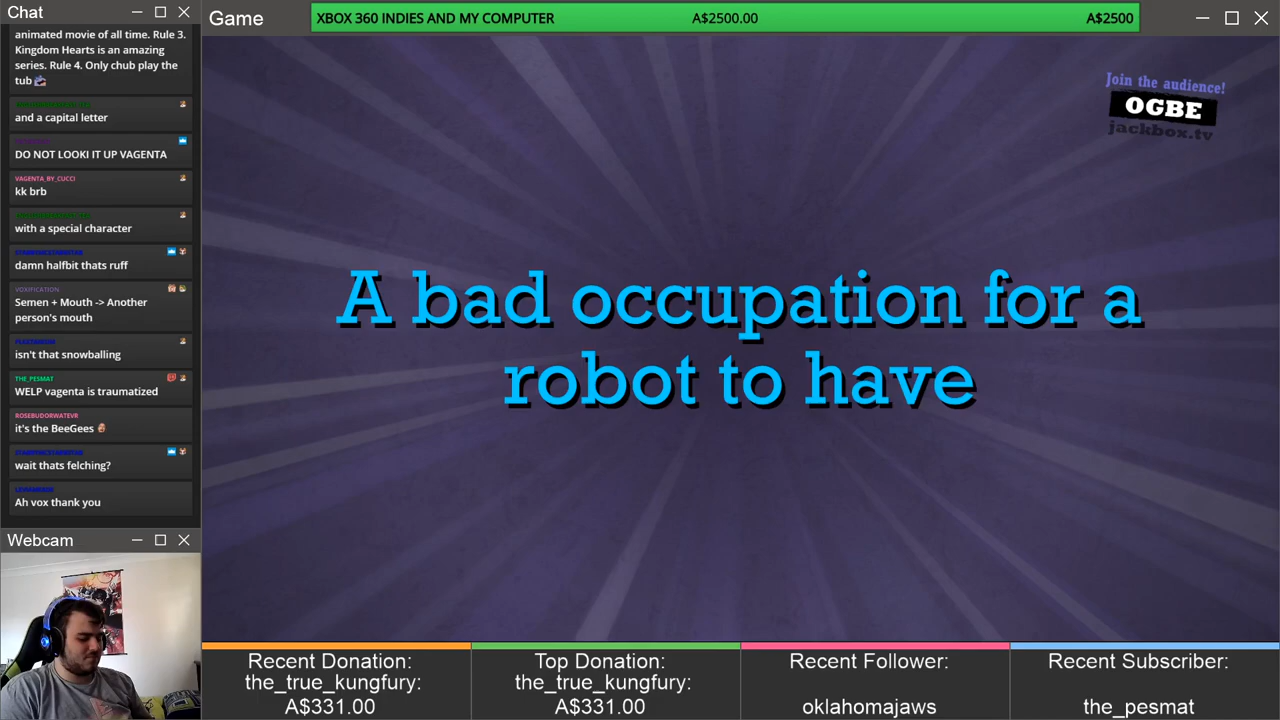 Chat
animated movie of all time. Rule 3.
Kingdom Hearts is an amazing
series. Rule 4. Only chub play the
tub
and a capital letter
DO NOT LOOKI IT UP VAGENTA
VAGENTA_BY_CUCCI
kk brb
with a special character
damn halfbit thats ruff
VOXIFICATION
Semen + Mouth -> Another
person's mouth
isn't that snowballing
THE_PESMAT
WELP vagenta is traumatized
ROSEBUDORWATEVR
it's the BeeGees
wait thats felching?
Ah vox thank you
Webcam
Game
XBOX 360 INDIES AND MY COMPUTER
A$2500.00
A$2500
Join the audience!
OGBE
jackbox.tv
A bad occupation for a
robot to have
Recent Donation:
the_true_kungfury:
A$331.00
Top Donation:
the_true_kungfury:
A$331.00
Recent Follower:
oklahomajaws
Recent Subscriber:
the_pesmat